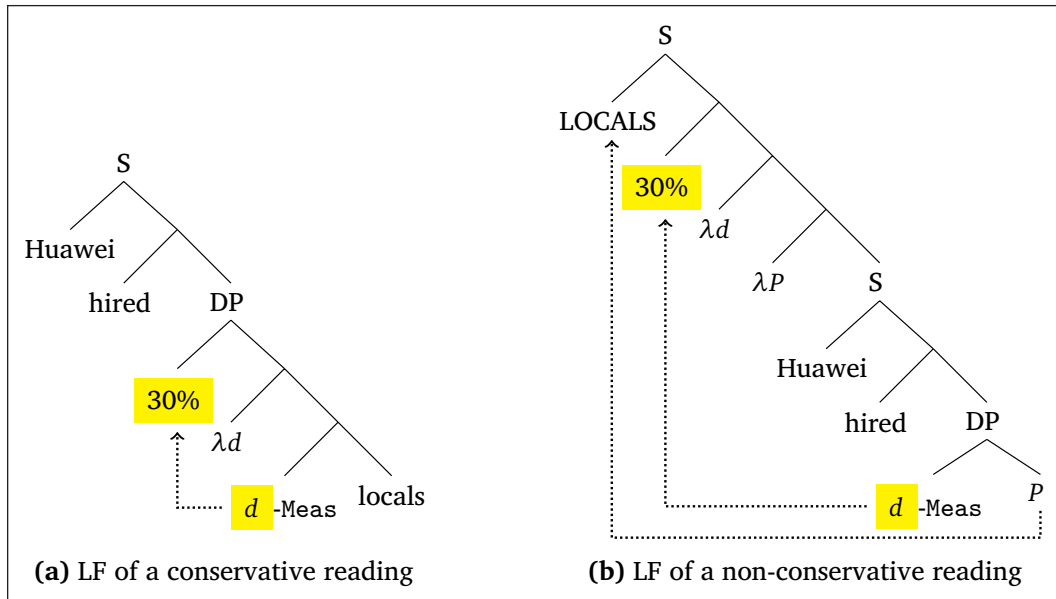 S
Huawei
hired
DP
30%
λd
d-Meas
locals
(a) LF of a conservative reading
S
LOCALS
30%
λd
λP
S
Huawei
hired
DP
d-Meas
P
(b) LF of a non-conservative reading